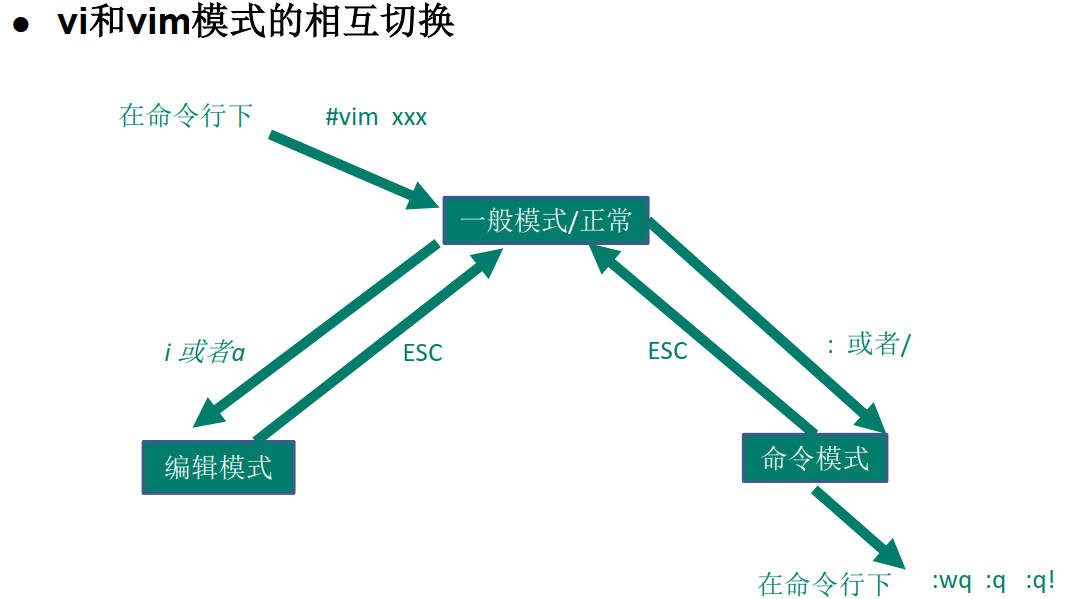 ● vi和vim模式的相互切换
在命令行下 #vim xxx
一般模式/正常
i 或者a
ESC
ESC
: 或者/
编辑模式
命令模式
在命令行下 :wq :q :q!